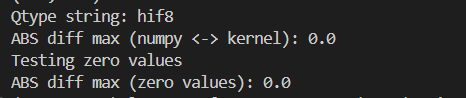 Qtype string: hif8
ABS diff max (numpy <-> kernel): 0.0
Testing zero values
ABS diff max (zero values): 0.0